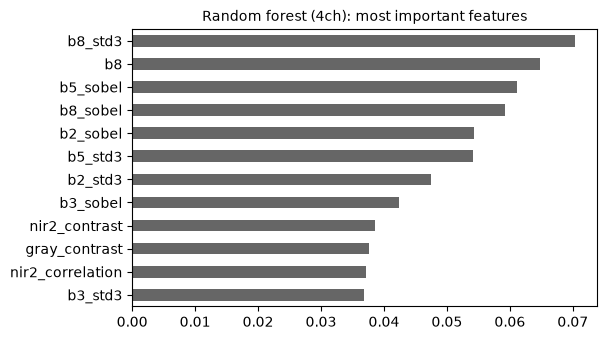 Random forest (4ch): most important features
b8_std3
b8
b5_sobel
b8_sobel
b2_sobel
b5_std3
b2_std3
b3_sobel
nir2_contrast
gray_contrast
nir2_correlation
b3_std3
0.00 0.01 0.02 0.03 0.04 0.05 0.06 0.07